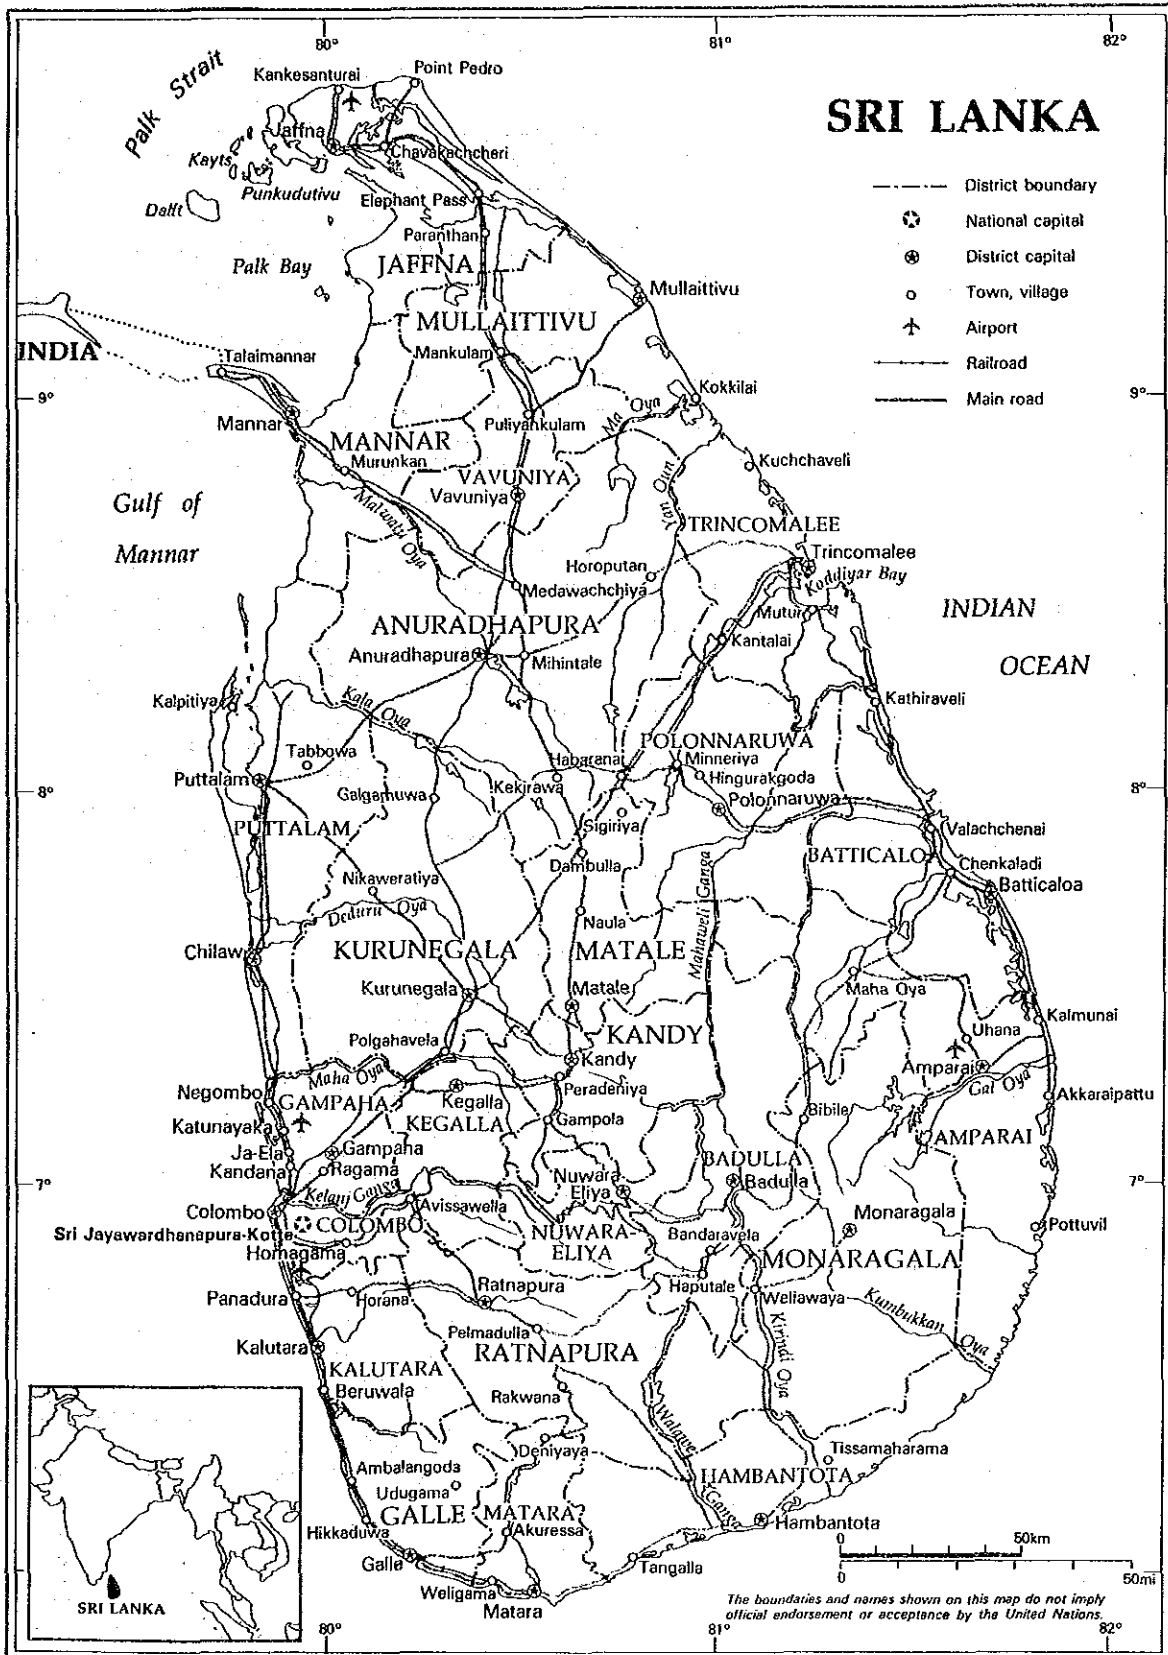 80°
81°
82°
SRI LANKA
Palk Strait
Kankesanturai
Point Pedro
Jaffna
Kayts
Chavakachcheri
Punkudutivu
Delft
Elephant Pass
Paranthan
Palk Bay
JAFFNA
District boundary
National capital
District capital
Town, village
Airport
Railroad
Main road
Mullaittivu
MULLAITTIVU
INDIA
Talaimannar
Mankulam
Kokkilai
9°
9°
Mannar
Puliyankulam
Ma Oya
MANNAR
Murunkan
Kuchchaveli
VAVUNIYA
Vavuniya
Gulf of
Mannar
Malwatu Oya
Yan Oun
TRINCOMALEE
Trincomalee
Koddiyar Bay
Horoputan
Medawachchiya
Mutur
INDIAN
OCEAN
ANURADHAPURA
Anuradhapura
Mihintale
Kantalai
Kalpitiya
Kala Oya
Kathiraveli
Tabbowa
POLONNARUWA
Habaranai
Minneriya
Puttalam
Hingurakgoda
Galgamuwa
Kekirawa
Polonnaruwa
8°
8°
Sigiriya
PUTTALAM
Valachchenai
Dambulla
BATTICALOA
Chenkaladi
Batticaloa
Nikaweratiya
Deduru Oya
Naula
Mahaweli Ganga
Chilaw
KURUNEGALA
MATALE
Kurunegala
Matale
Maha Oya
Kalmunai
Uhana
Polgahavela
KANDY
Kandy
Amparai
Maha Oya
Peradeniya
Gal Oya
Negombo
GAMPAHA
Kegalla
KEGALLA
Gampola
Bibile
Akkaraipattu
Katunayaka
AMPARAI
Ja-Ela
Gampaha
Kandana
Ragama
BADULLA
Badulla
Nuwara
Eliya
7°
7°
Kelani Ganga
Avissawella
Colombo
COLOMBO
Monaragala
Pottuvil
Sri Jayawardhanapura-Kotte
NUWARA-
ELIYA
Bandaravela
Homagama
MONARAGALA
Ratnapura
Haputale
Panadura
Horana
Weliawaya
Kumbukkan Oya
Pelmadulla
Kirindi Oya
Kalutara
RATNAPURA
KALUTARA
Beruwala
Rakwana
Walawe Ganga
Deniyaya
Tissamaharama
Ambalangoda
Udugama
HAMBANTOTA
GALLE
MATARA
Hikkaduwa
Akuressa
Hambantota
Galle
Tangalla
Weligama
Matara
0
50km
0
50mi
SRI LANKA
The boundaries and names shown on this map do not imply
official endorsement or acceptance by the United Nations.
80°
81°
82°